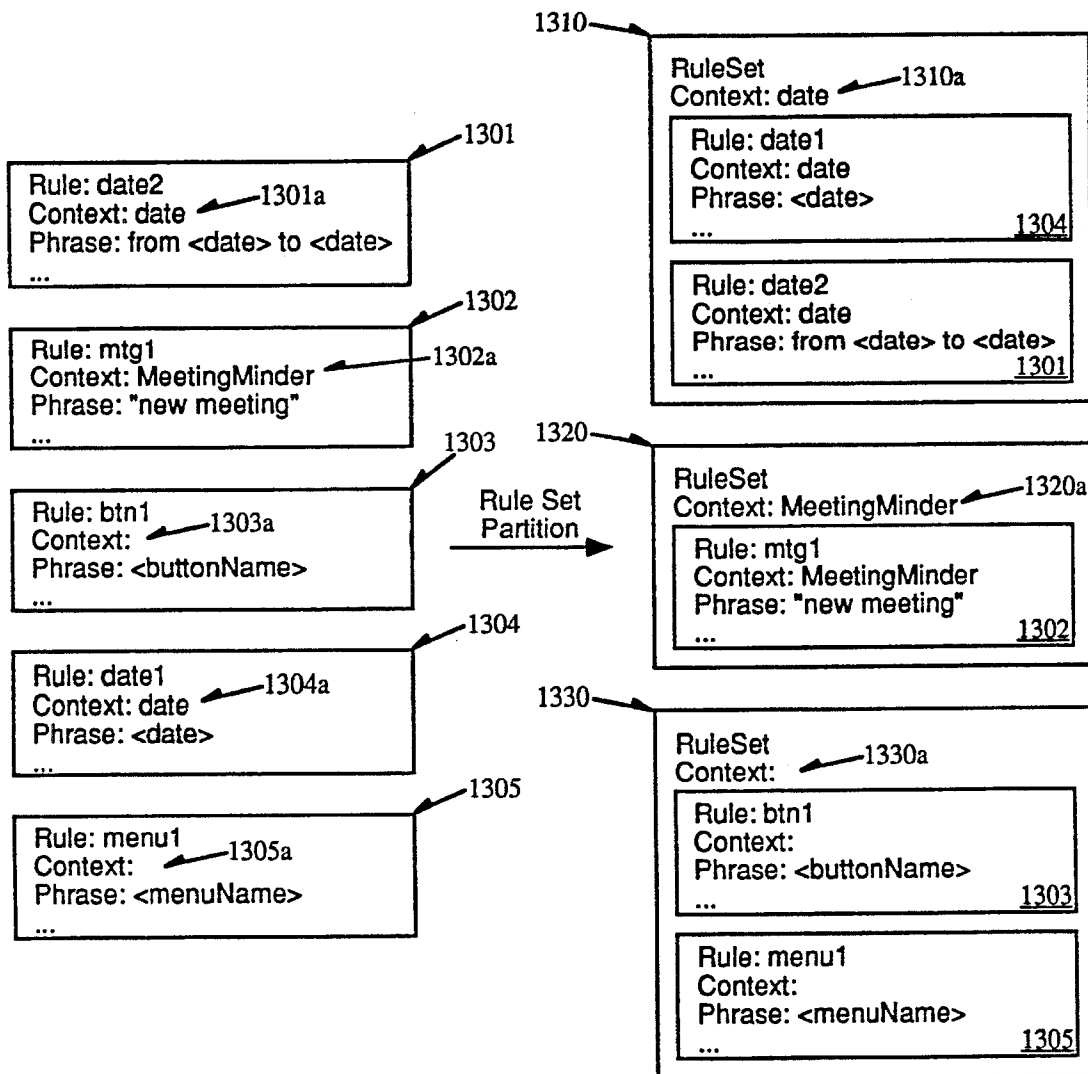 1301
Rule: date2
Context: date
1301a
Phrase: from <date> to <date>
...
1302
Rule: mtg1
Context: MeetingMinder
1302a
Phrase: "new meeting"
...
1303
Rule: btn1
Context:
1303a
Phrase: <buttonName>
...
1304
Rule: date1
Context: date
1304a
Phrase: <date>
...
1305
Rule: menu1
Context:
1305a
Phrase: <menuName>
...
Rule Set
Partition
1310
RuleSet
Context: date
1310a
Rule: date1
Context: date
Phrase: <date>
...
1304
Rule: date2
Context: date
Phrase: from <date> to <date>
...
1301
1320
RuleSet
Context: MeetingMinder
1320a
Rule: mtg1
Context: MeetingMinder
Phrase: "new meeting"
...
1302
1330
RuleSet
Context:
1330a
Rule: btn1
Context:
Phrase: <buttonName>
...
1303
Rule: menu1
Context:
Phrase: <menuName>
...
1305